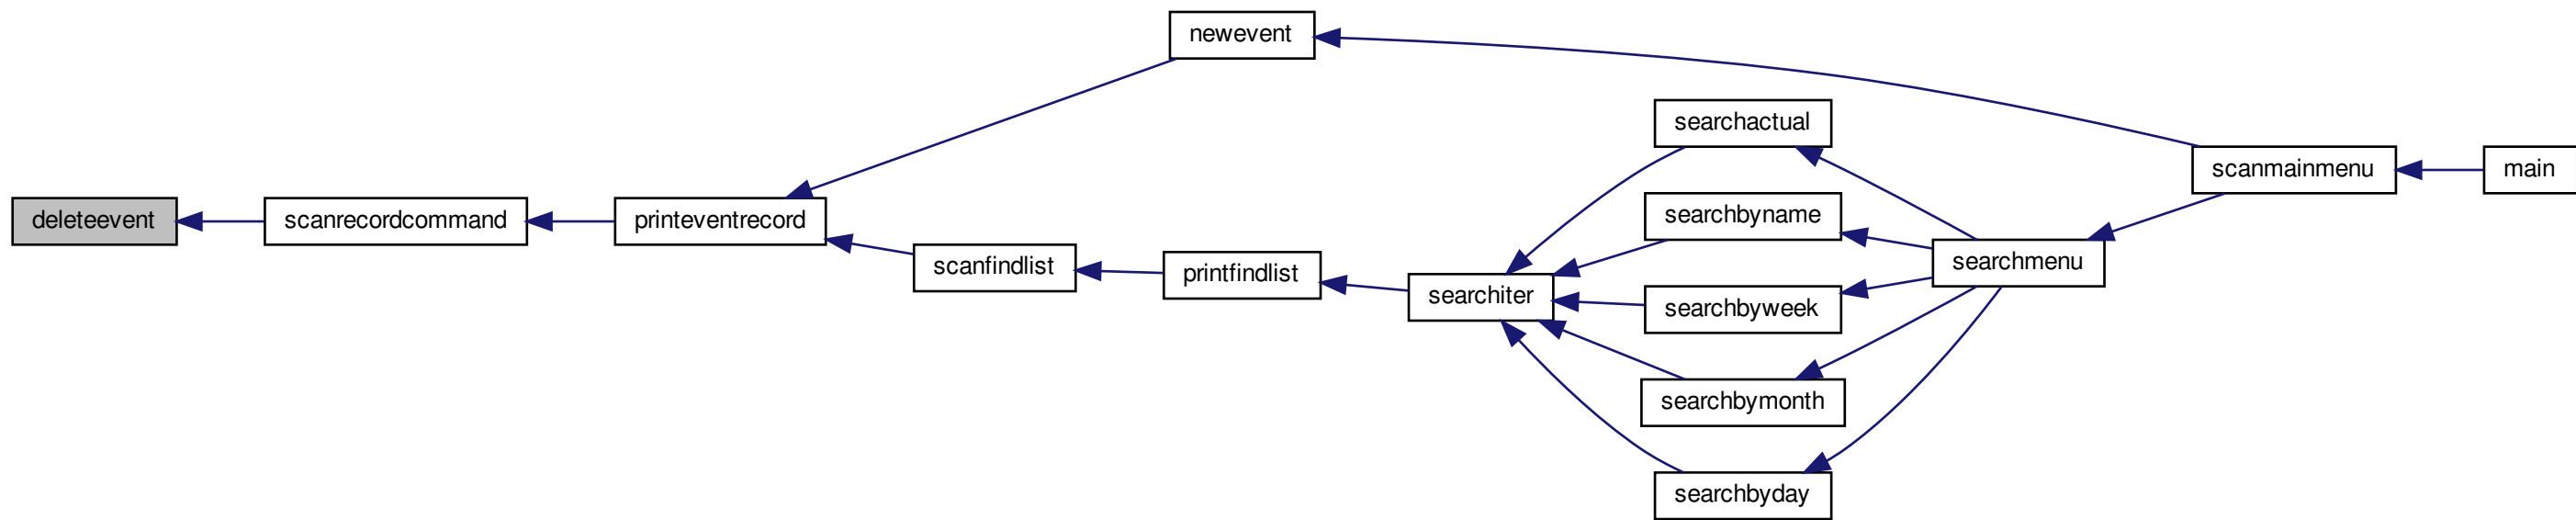 newevent
searchactual
scanmainmenu
main
deleteevent
scanrecordcommand
printeventrecord
searchbyname
scanfindlist
printfindlist
searchiter
searchmenu
searchbyweek
searchbymonth
searchbyday